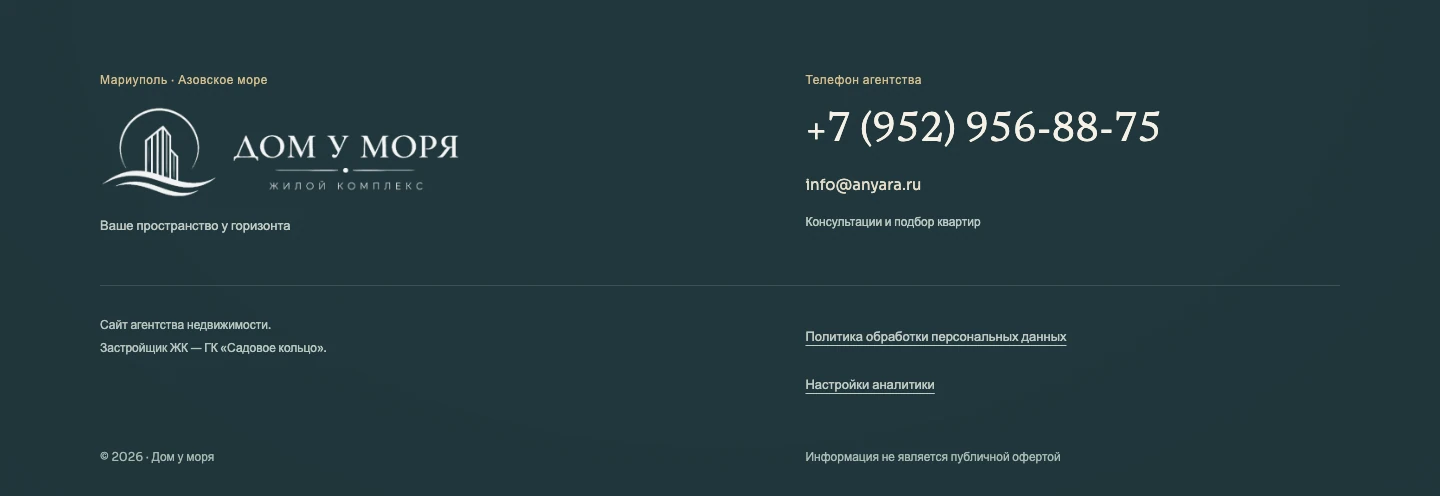 Мариуполь · Азовское море
ДОМ У МОРЯ
ЖИЛОЙ КОМПЛЕКС
Ваше пространство у горизонта
Телефон агентства
+7 (952) 956-88-75
info@anyara.ru
Консультации и подбор квартир
Сайт агентства недвижимости.
Застройщик ЖК — ГК «Садовое кольцо».
Политика обработки персональных данных
Настройки аналитики
© 2026 · Дом у моря
Информация не является публичной офертой